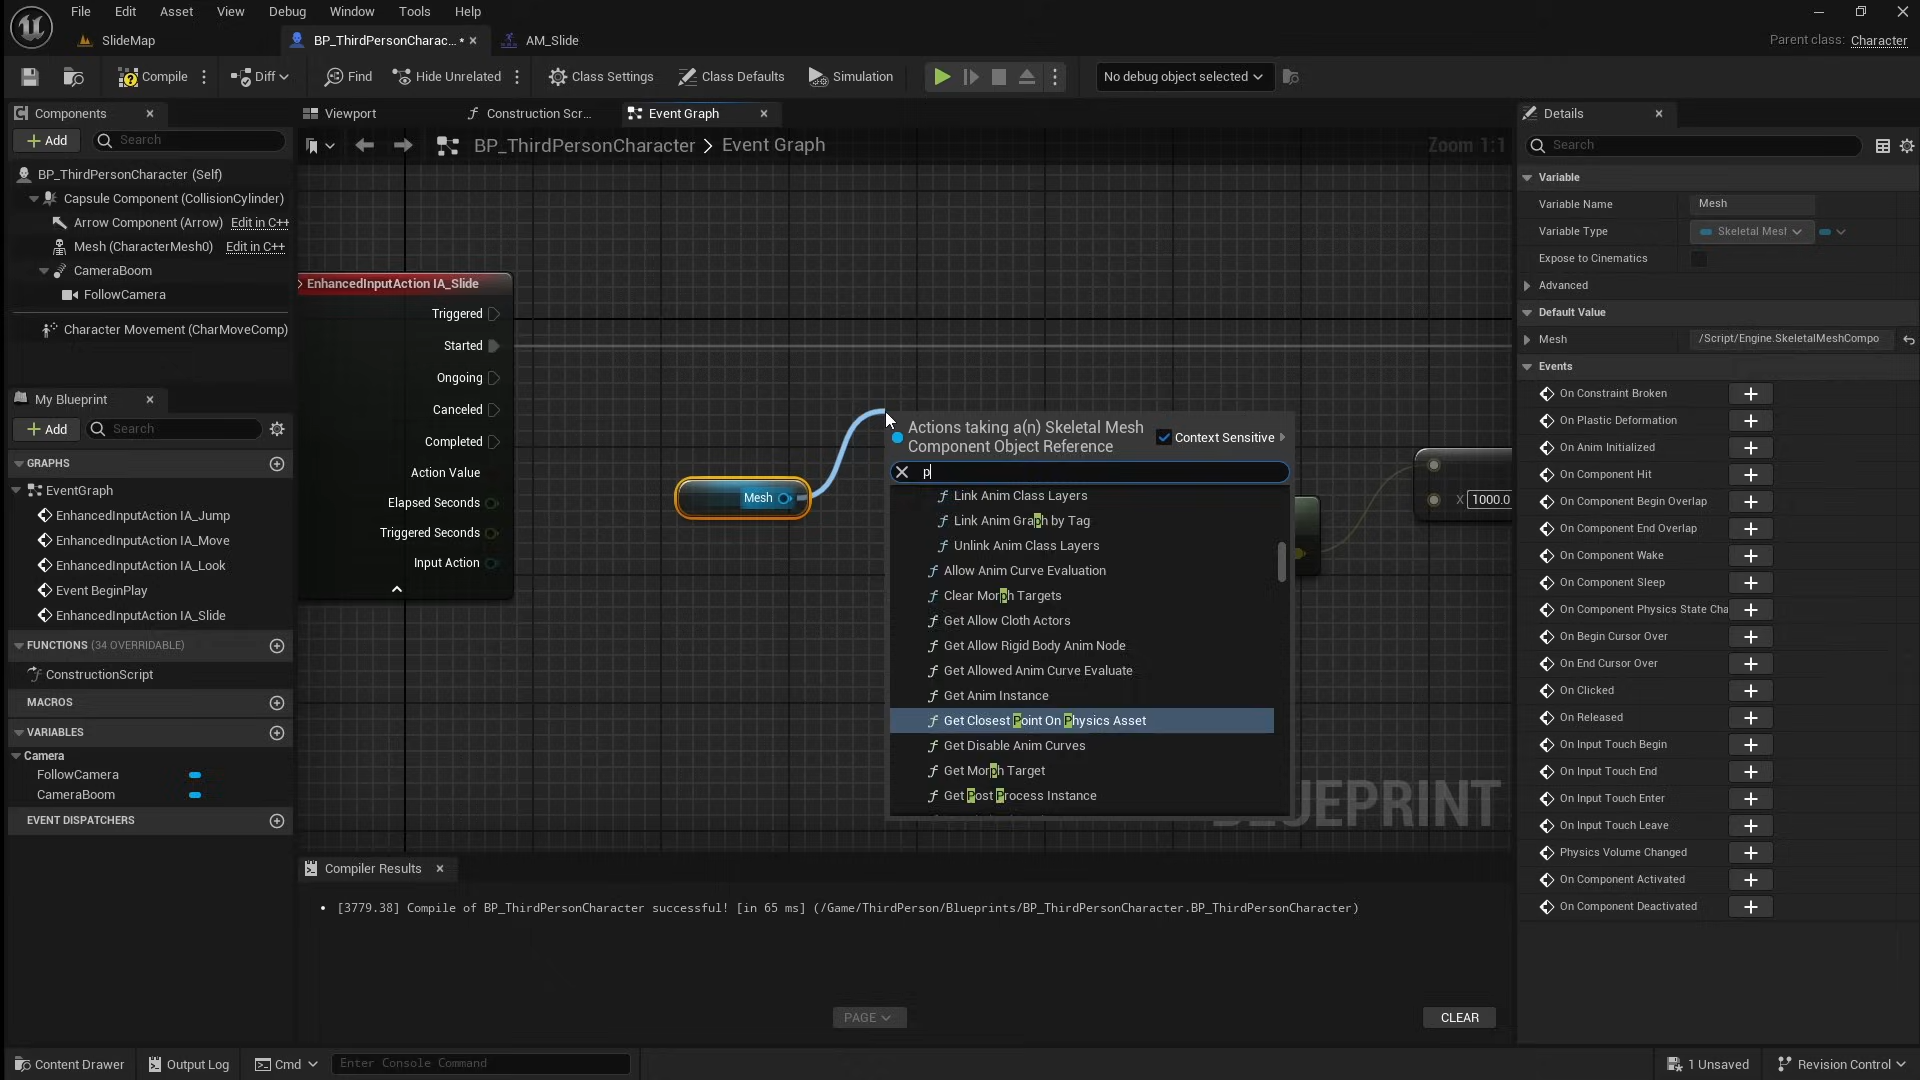 File Edit Asset View Debug Window Tools Help
SlideMap BP_ThirdPersonCharac... • AM_Slide Parent class: Character
Compile Diff Find Hide Unrelated Class Settings Class Defaults Simulation No debug object selected
Components
Add Search
BP_ThirdPersonCharacter (Self)
Capsule Component (CollisionCylinder)
Arrow Component (Arrow) Edit in C++
Mesh (CharacterMesh0) Edit in C++
CameraBoom
FollowCamera
Character Movement (CharMoveComp)
My Blueprint
Add Search
GRAPHS
EventGraph
EnhancedInputAction IA_Jump
EnhancedInputAction IA_Move
EnhancedInputAction IA_Look
Event BeginPlay
EnhancedInputAction IA_Slide
FUNCTIONS (34 OVERRIDABLE)
ConstructionScript
MACROS
VARIABLES
Camera
FollowCamera
CameraBoom
EVENT DISPATCHERS
Viewport Construction Scr... Event Graph
BP_ThirdPersonCharacter > Event Graph Zoom 1:1
EnhancedInputAction IA_Slide
Triggered
Started
Ongoing
Canceled
Completed
Action Value
Elapsed Seconds
Triggered Seconds
Input Action
Mesh
Actions taking a(n) Skeletal Mesh
Component Object Reference
Context Sensitive
p
Link Anim Class Layers
Link Anim Graph by Tag
Unlink Anim Class Layers
Allow Anim Curve Evaluation
Clear Morph Targets
Get Allow Cloth Actors
Get Allow Rigid Body Anim Node
Get Allowed Anim Curve Evaluate
Get Anim Instance
Get Closest Point On Physics Asset
Get Disable Anim Curves
Get Morph Target
Get Post Process Instance
X 1000.0
BLUEPRINT
Compiler Results
• [3779.38] Compile of BP_ThirdPersonCharacter successful! [in 65 ms] (/Game/ThirdPerson/Blueprints/BP_ThirdPersonCharacter.BP_ThirdPersonCharacter)
PAGE CLEAR
Details
Search
Variable
Variable Name Mesh
Variable Type Skeletal Mesh
Expose to Cinematics
Advanced
Default Value
Mesh /Script/Engine.SkeletalMeshCompo
Events
On Constraint Broken
On Plastic Deformation
On Anim Initialized
On Component Hit
On Component Begin Overlap
On Component End Overlap
On Component Wake
On Component Sleep
On Component Physics State Cha
On Begin Cursor Over
On End Cursor Over
On Clicked
On Released
On Input Touch Begin
On Input Touch End
On Input Touch Enter
On Input Touch Leave
Physics Volume Changed
On Component Activated
On Component Deactivated
Content Drawer Output Log Cmd Enter Console Command 1 Unsaved Revision Control